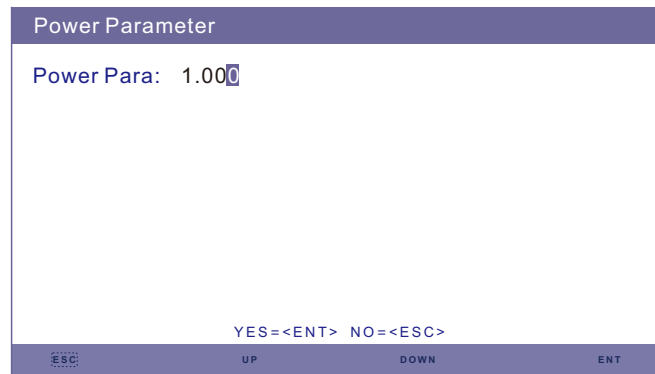 Power Parameter
Power Para: 1.000
YES=<ENT> NO=<ESC>
ESC UP DOWN ENT